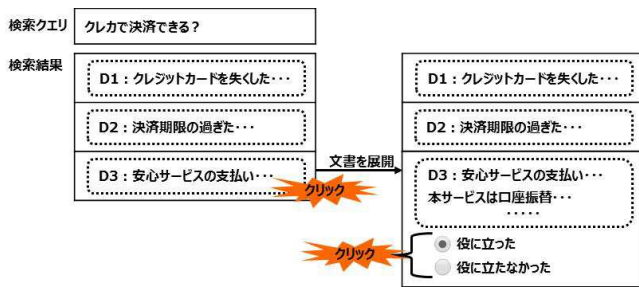 検索クエリ
クレカで決済できる？
検索結果
D1：クレジットカードを失くした・・・
D2：決済期限の過ぎた・・・
D3：安心サービスの支払い・・・
クリック
文書を展開
D1：クレジットカードを失くした・・・
D2：決済期限の過ぎた・・・
D3：安心サービスの支払い・・・
本サービスは口座振替・・・
・・・・・
クリック
役に立った
役に立たなかった